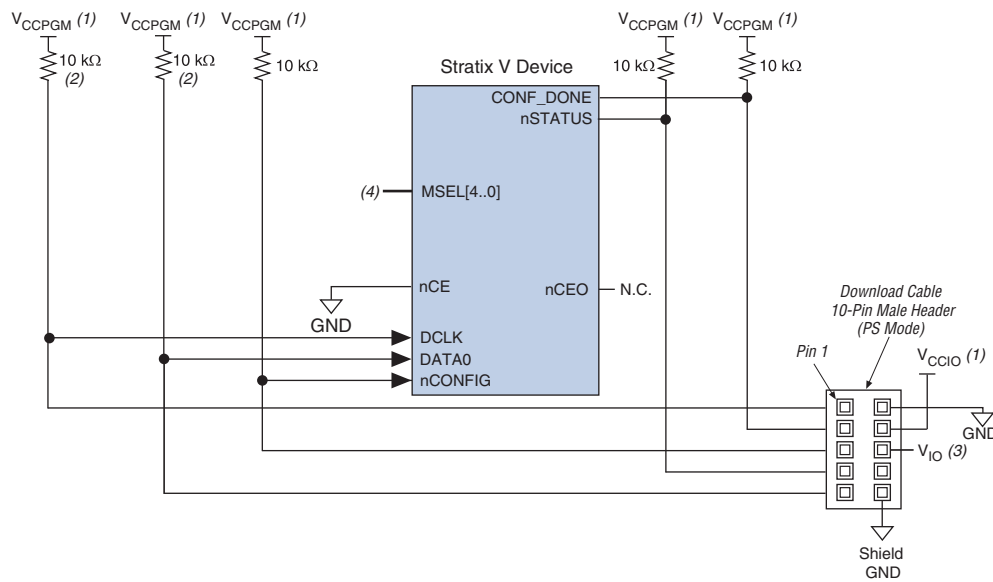 VCCPGM (1) VCCPGM (1) VCCPGM (1) VCCPGM (1) VCCPGM (1)
10 kΩ (2)
10 kΩ (2)
10 kΩ
10 kΩ
10 kΩ
Stratix V Device
CONF_DONE
nSTATUS
(4) MSEL[4..0]
nCE
GND
nCEO N.C.
DCLK
DATA0
nCONFIG
Download Cable
10-Pin Male Header
(PS Mode)
Pin 1
VCCIO (1)
GND
VIO (3)
Shield
GND